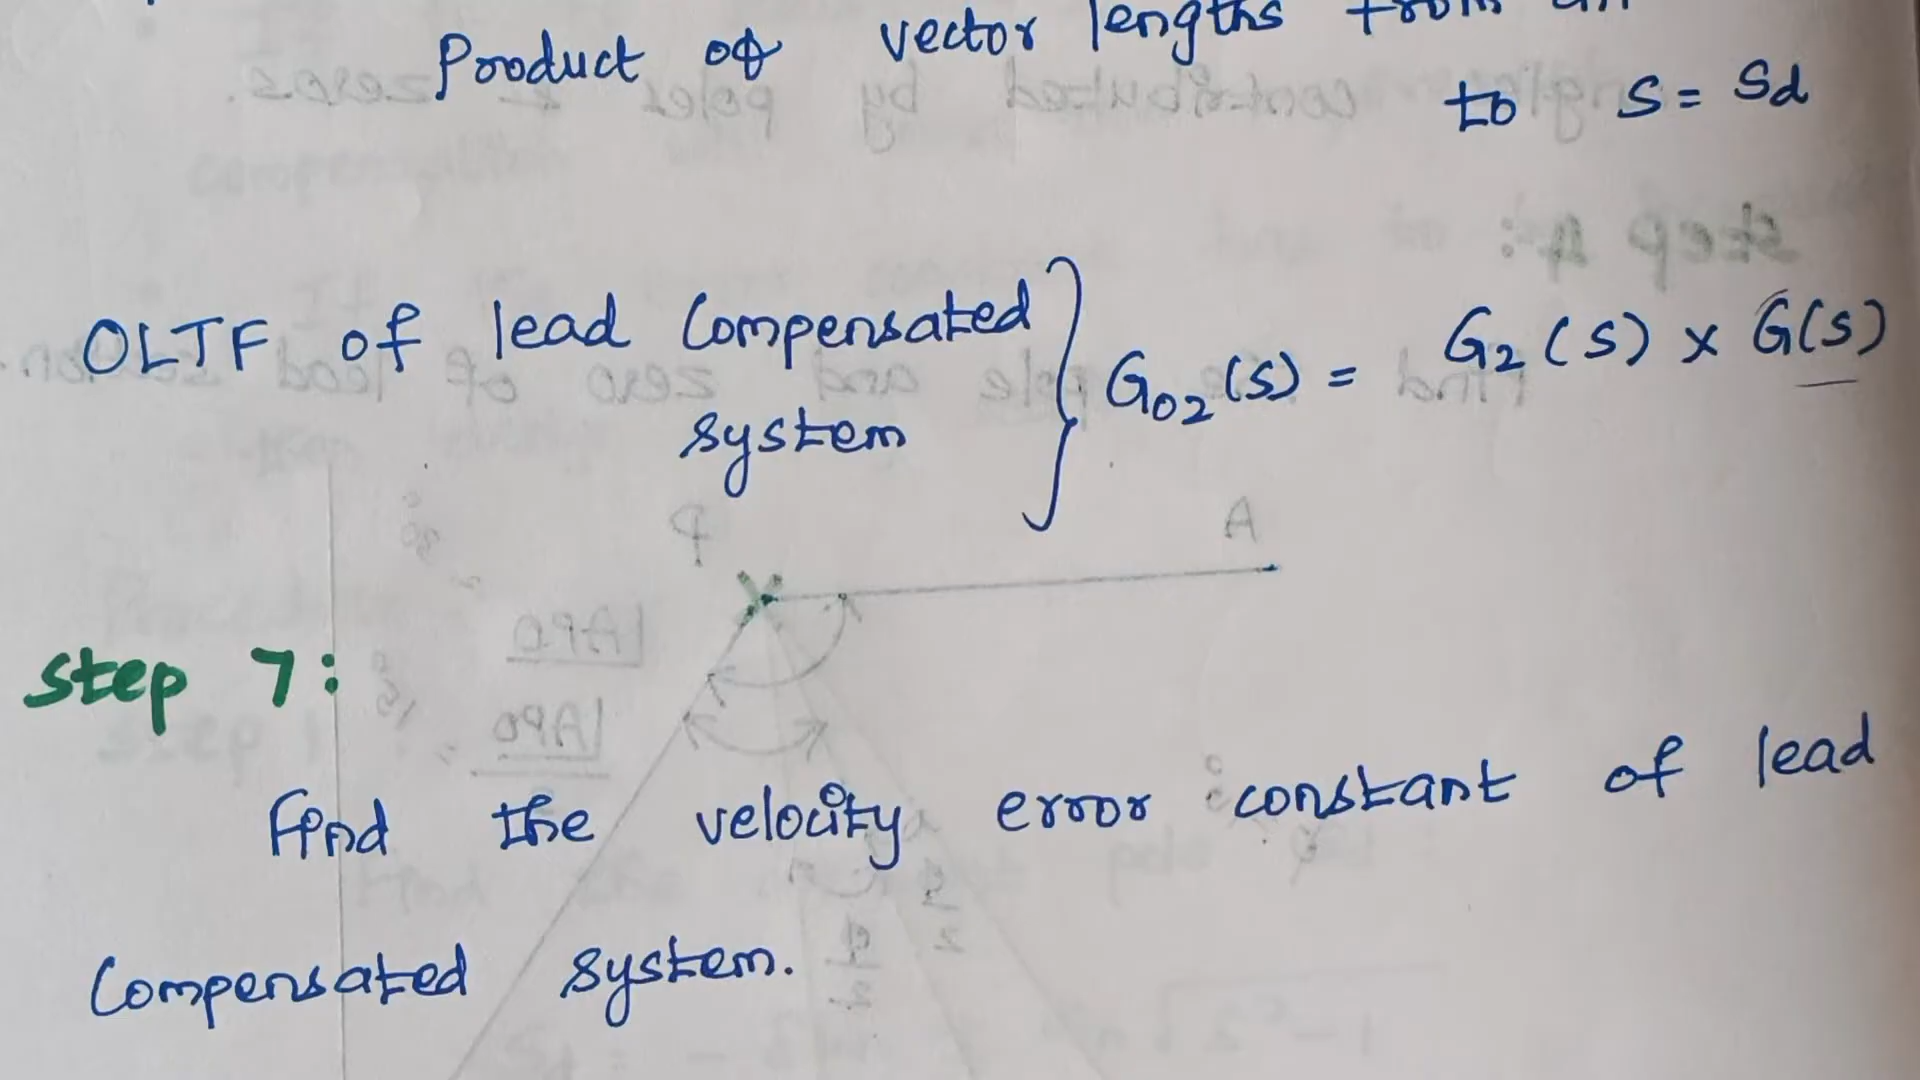 Product of vector lengths from
to S = Sd
OLTF of lead compensated
system } G02(s) = G2(s) x G(s)
Step 7:
Find the velocity error constant of lead
compensated system.